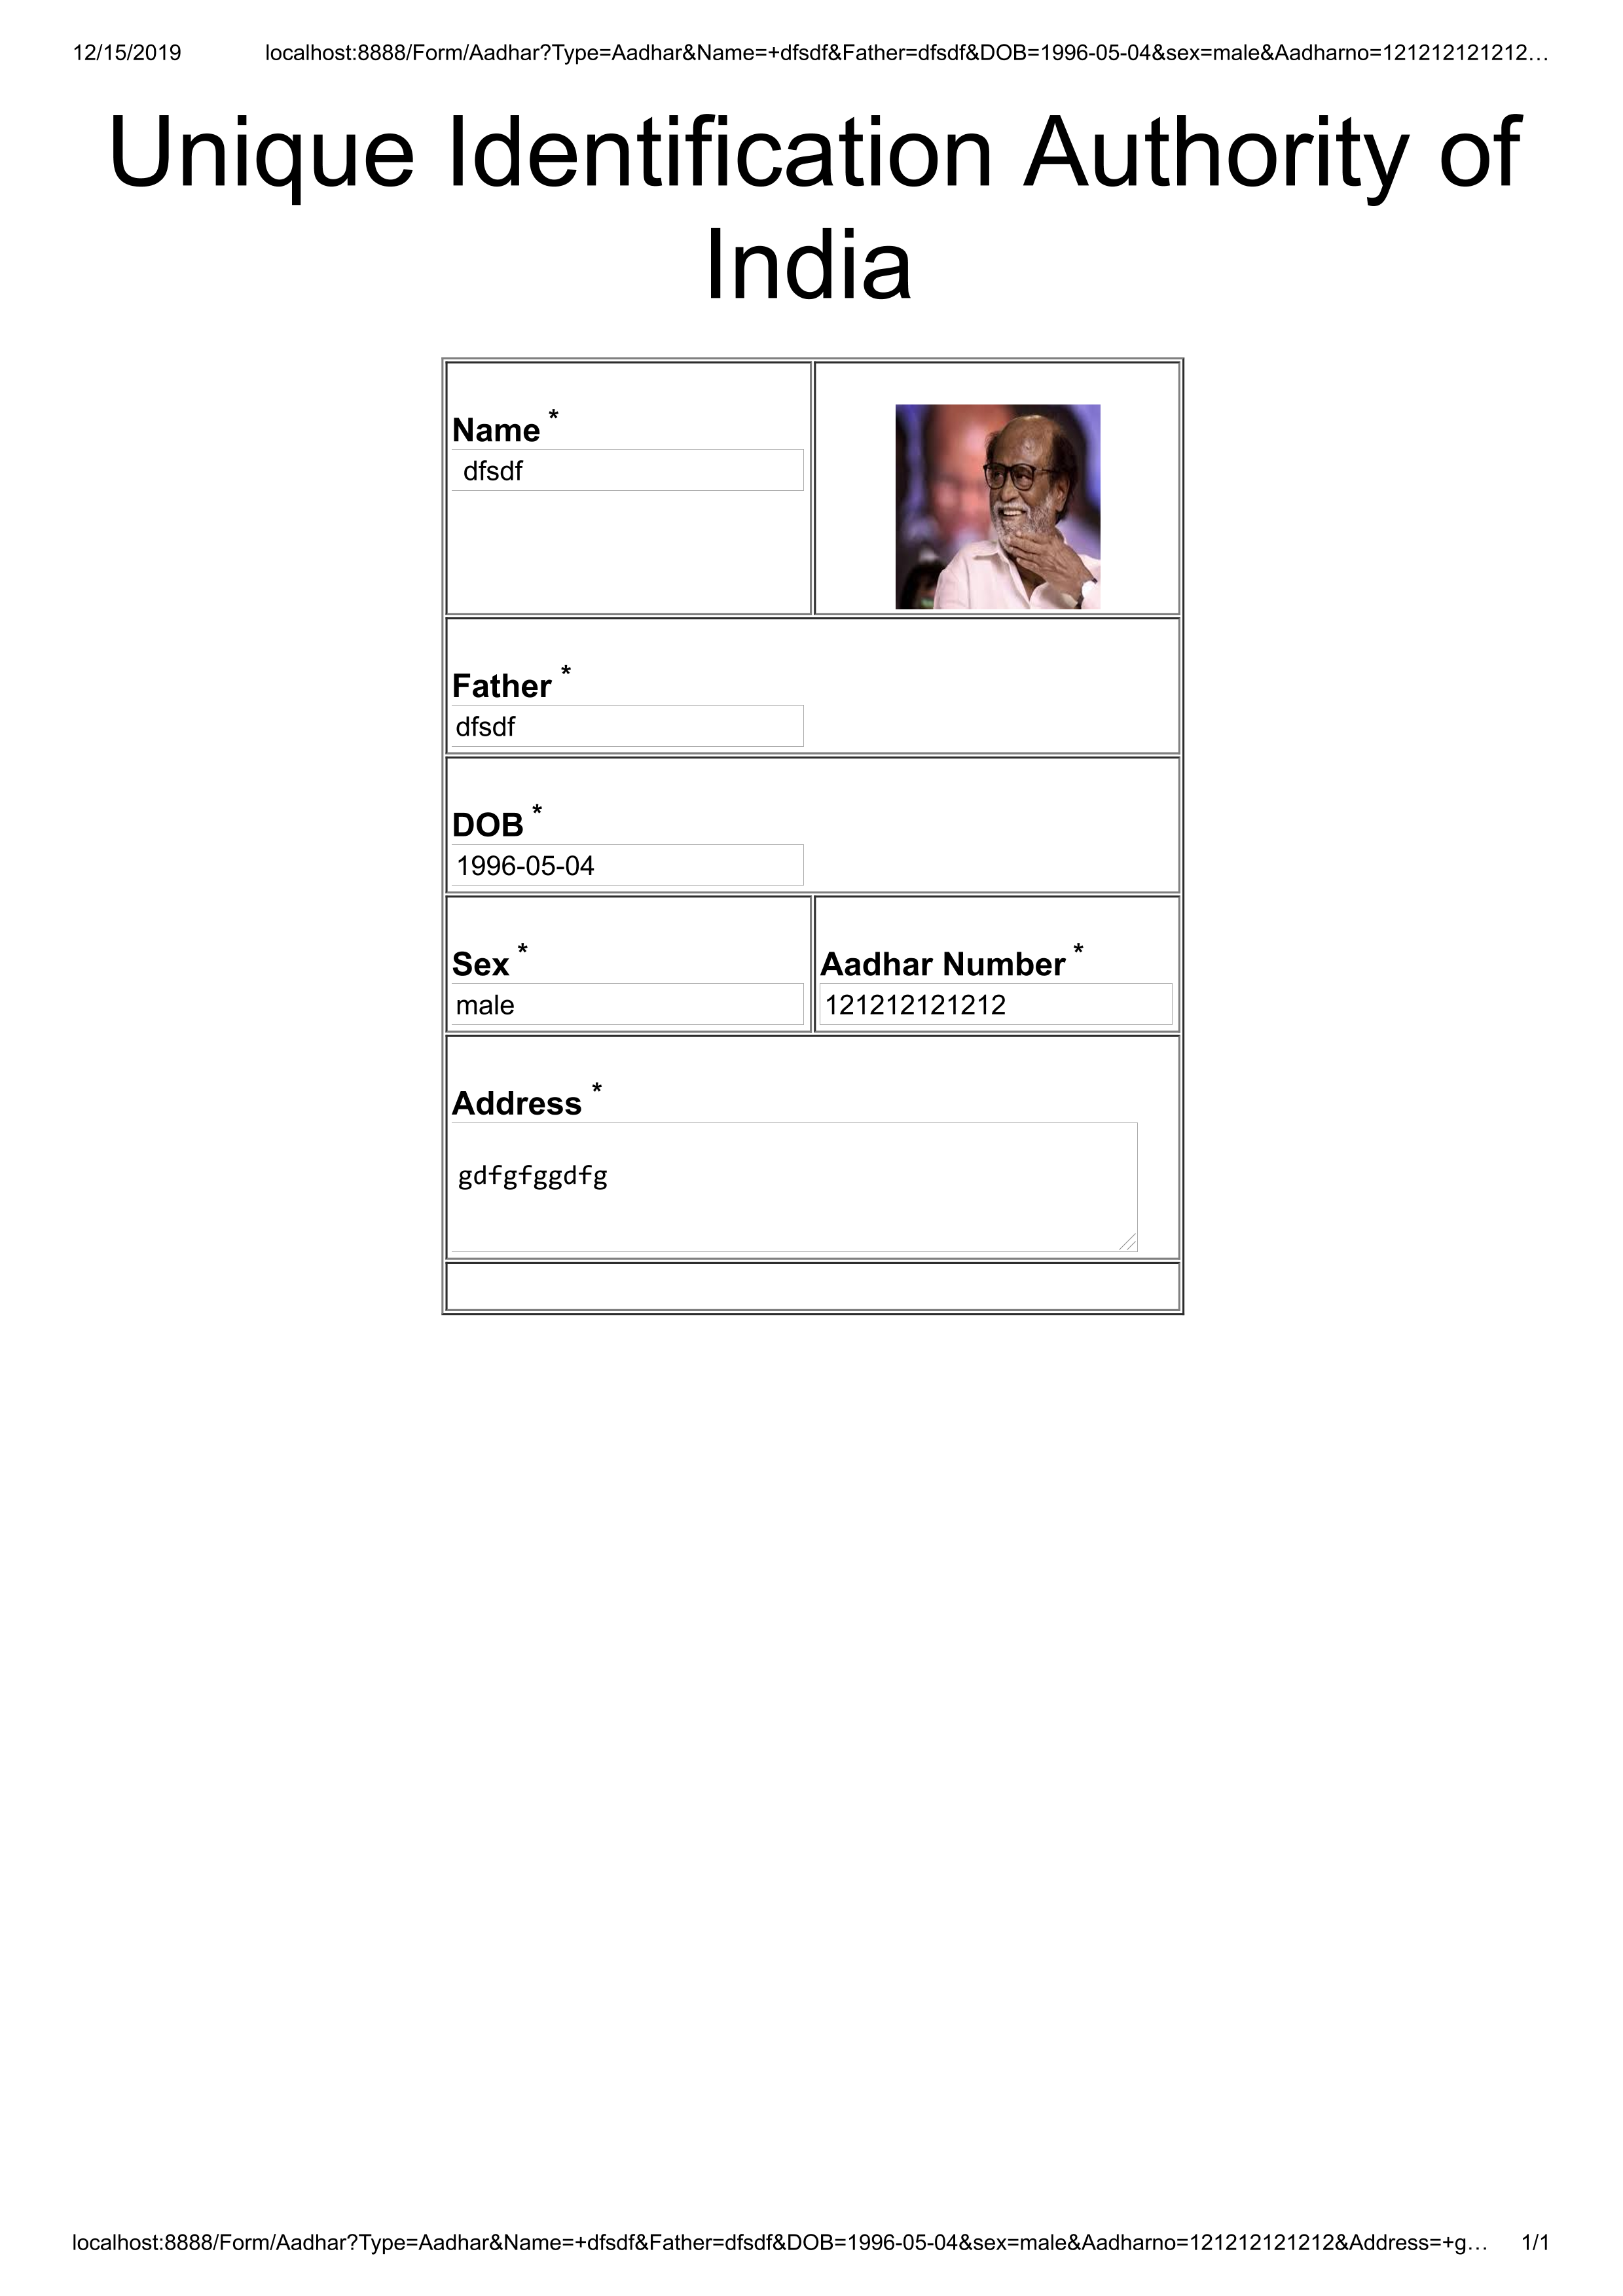 12/15/2019 localhost:8888/Form/Aadhar?Type=Aadhar&Name=+dfsdf&Father=dfsdf&DOB=1996-05-04&sex=male&Aadharno=121212121212…
Unique Identification Authority of
India
Name *
dfsdf
Father *
dfsdf
DOB *
1996-05-04
Sex *
male
Aadhar Number *
121212121212
Address *
gdfgfggdfg
localhost:8888/Form/Aadhar?Type=Aadhar&Name=+dfsdf&Father=dfsdf&DOB=1996-05-04&sex=male&Aadharno=121212121212&Address=+g… 1/1